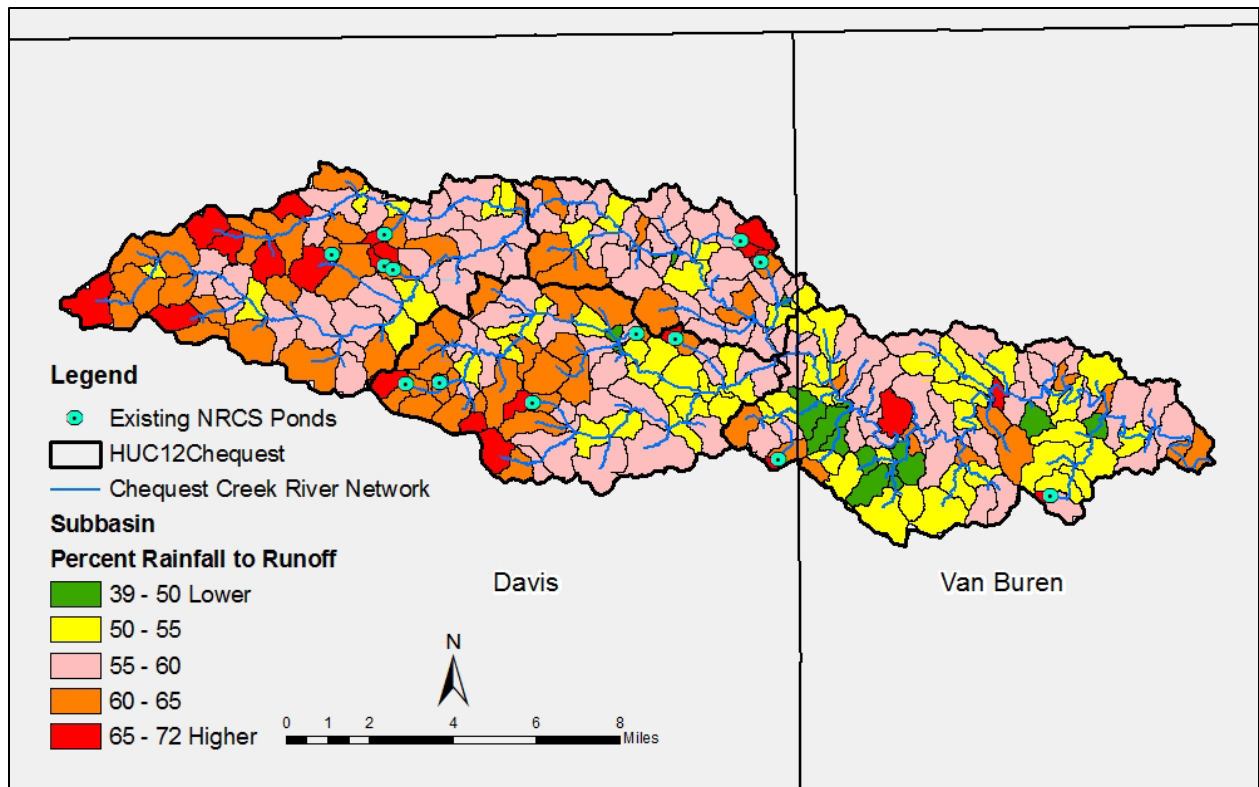 Legend
Existing NRCS Ponds
HUC12Chequest
Chequest Creek River Network
Subbasin
Percent Rainfall to Runoff
39 - 50 Lower
50 - 55
55 - 60
60 - 65
65 - 72 Higher
Davis
Van Buren
N
0 1 2 4 6 8
Miles